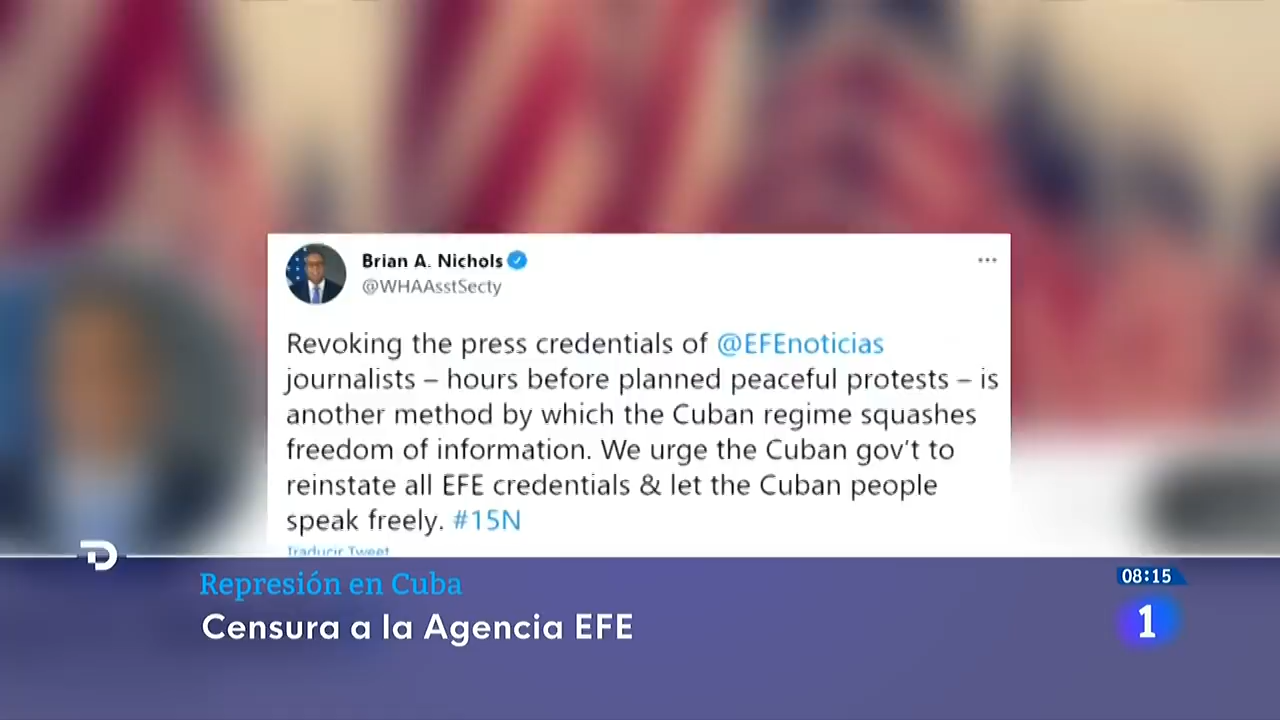 Brian A. Nichols
@WHAAsstSecty
Revoking the press credentials of @EFEnoticias
journalists – hours before planned peaceful protests – is
another method by which the Cuban regime squashes
freedom of information. We urge the Cuban gov't to
reinstate all EFE credentials & let the Cuban people
speak freely. #15N
Traducir Tweet
Represión en Cuba
Censura a la Agencia EFE
08:15
1